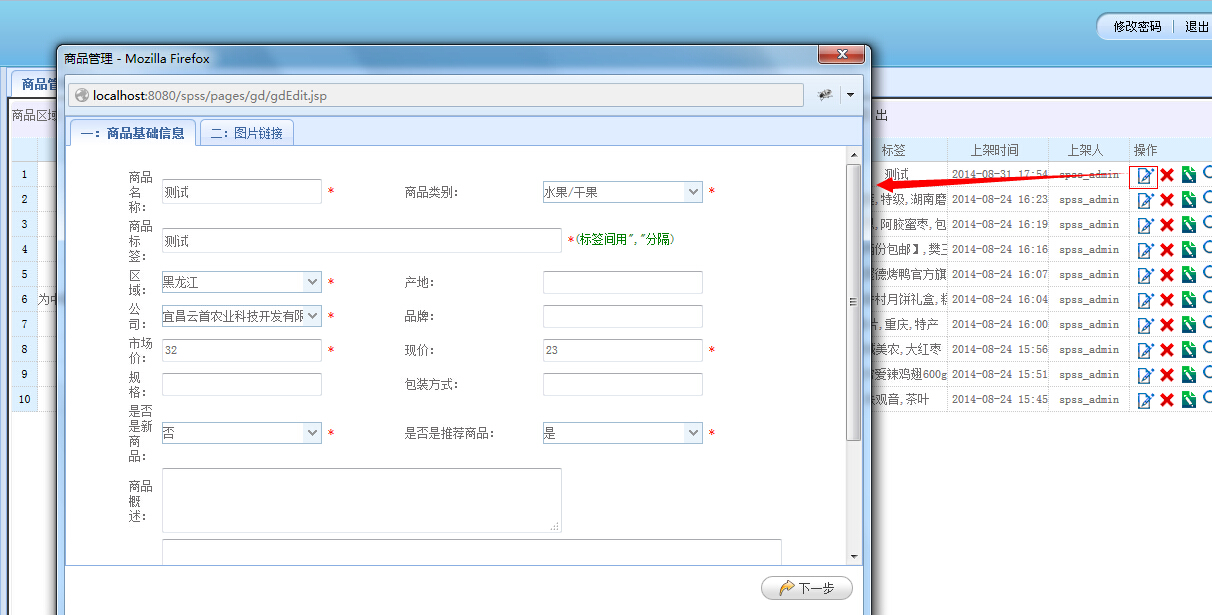 修改密码 退出
商品管理 - Mozilla Firefox
localhost:8080/spss/pages/gd/gdEdit.jsp
商品管
商品区域
出
一：商品基础信息 二：图片链接
标签 上架时间 上架人 操作
1 测试 2014-08-31 17:54 spss_admin
2 ,特级,湖南磨 2014-08-24 16:23 spss_admin
3 ,阿胶蜜枣,包 2014-08-24 16:19 spss_admin
4 份包邮】,樊三 2014-08-24 16:16 spss_admin
5 德烤鸭官方旗 2014-08-24 16:07 spss_admin
6 为中 村月饼礼盒, 2014-08-24 16:04 spss_admin
7 片,重庆,特产 2014-08-24 16:00 spss_admin
8 美农,大红枣 2014-08-24 15:56 spss_admin
9 爱辣鸡翅600g 2014-08-24 15:51 spss_admin
10 观音,茶叶 2014-08-24 15:45 spss_admin
商品名称: 测试 * 商品类别: 水果/干果 *
商品标签: 测试 *(标签间用","分隔)
区域: 黑龙江 * 产地:
公司: 宜昌云首农业科技开发有限 * 品牌:
市场价: 32 * 现价: 23 *
规格: 包装方式:
是否是新商品: 否 * 是否是推荐商品: 是 *
商品概述:
下一步